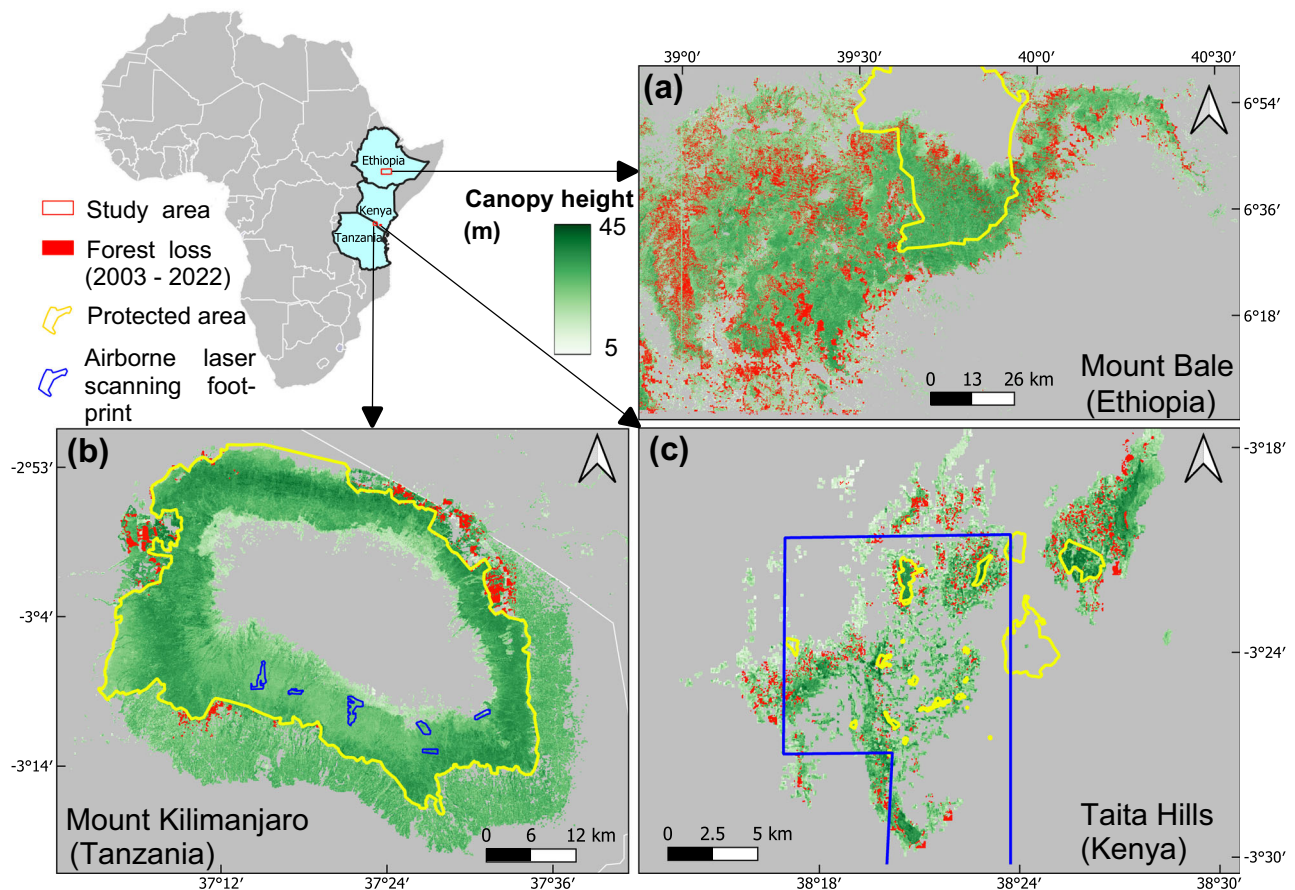 Ethiopia
Kenya
Tanzania
Study area
Forest loss
(2003 - 2022)
Protected area
Airborne laser
scanning foot-
print
Canopy height
(m)
45
5
(a)
39°0′ 39°30′ 40°0′ 40°30′
6°54′
6°36′
6°18′
0 13 26 km
Mount Bale
(Ethiopia)
(b)
-2°53′
-3°4′
-3°14′
Mount Kilimanjaro
(Tanzania)
0 6 12 km
37°12′ 37°24′ 37°36′
(c)
-3°18′
-3°24′
-3°30′
Taita Hills
(Kenya)
0 2.5 5 km
38°18′ 38°24′ 38°30′